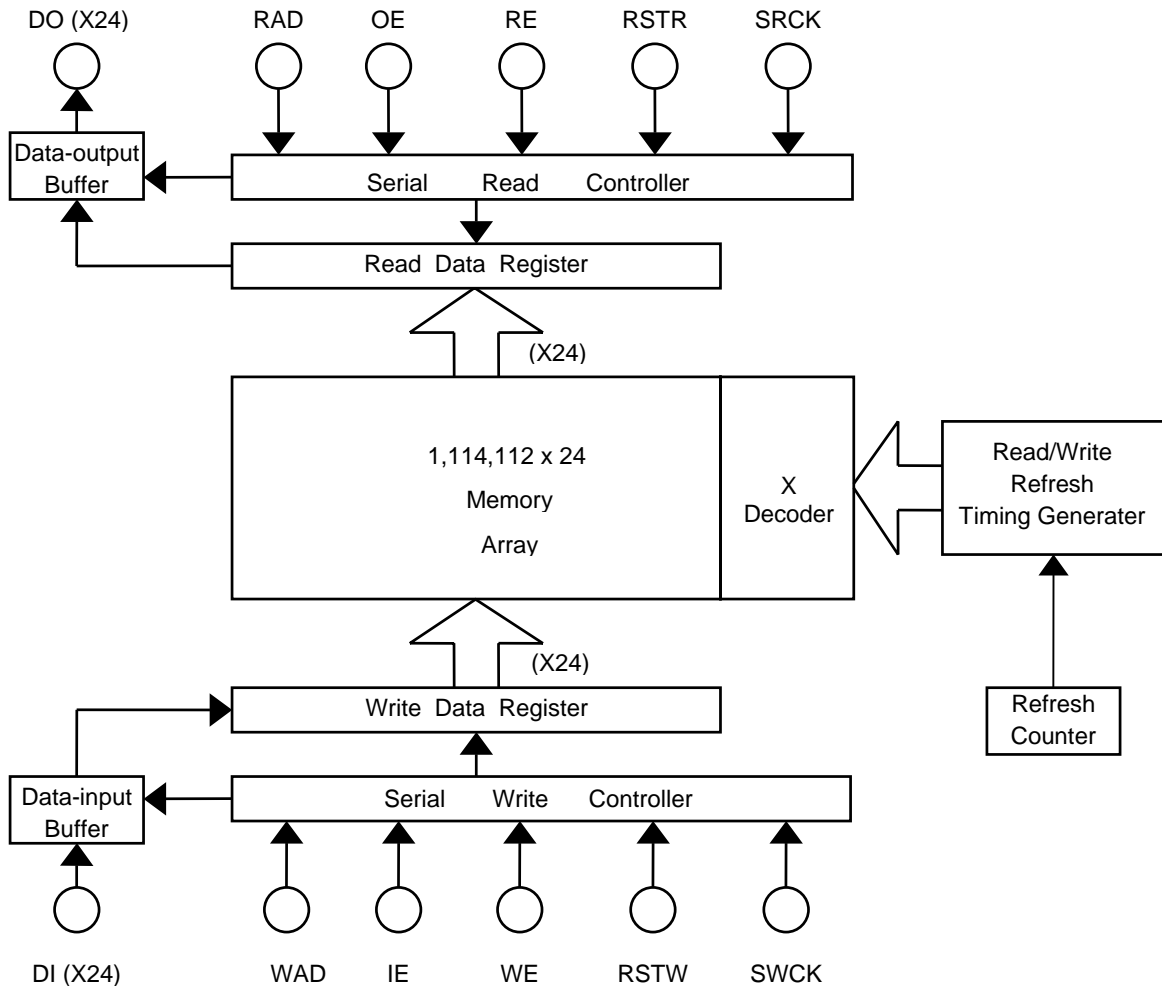 DO (X24) RAD OE RE RSTR SRCK
Data-output
Buffer
Serial Read Controller
Read Data Register
(X24)
1,114,112 x 24
Memory
Array
X
Decoder
Read/Write
Refresh
Timing Generater
(X24)
Write Data Register
Refresh
Counter
Data-input
Buffer
Serial Write Controller
DI (X24) WAD IE WE RSTW SWCK